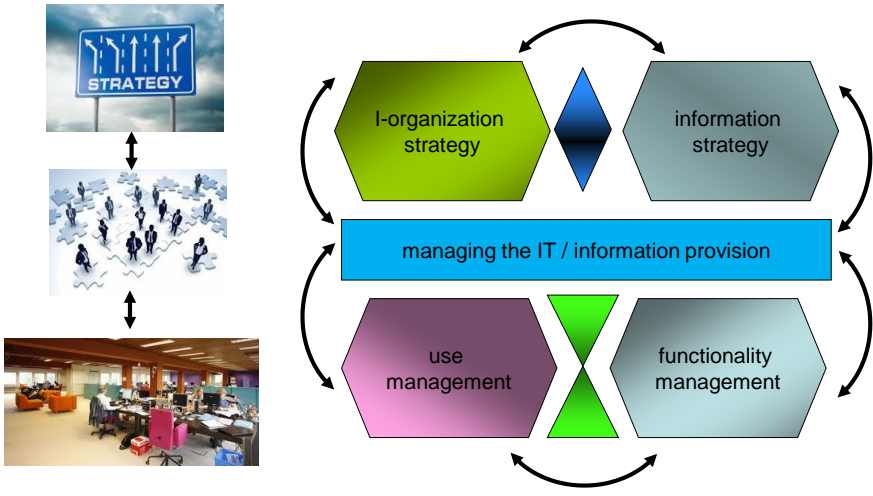 STRATEGY
I-organization
strategy
information
strategy
managing the IT / information provision
use
management
functionality
management